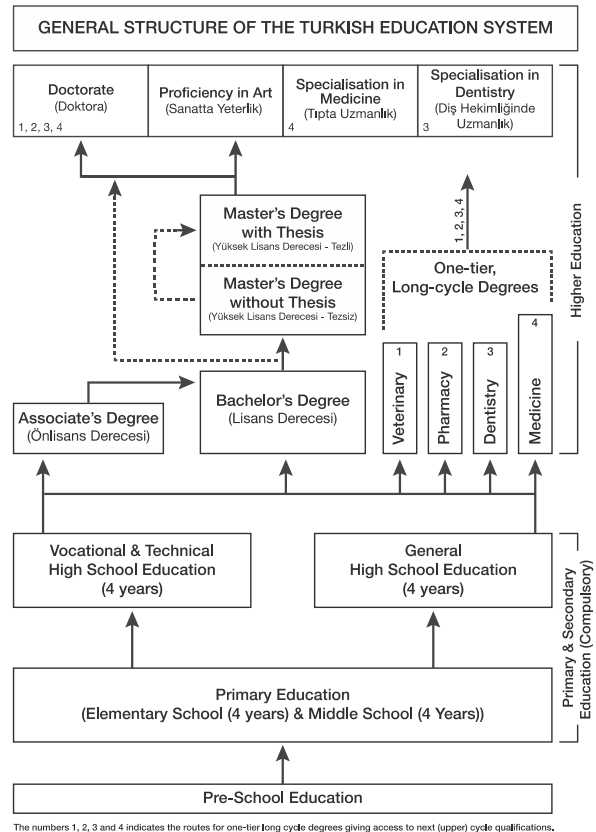 GENERAL STRUCTURE OF THE TURKISH EDUCATION SYSTEM
Doctorate
(Doktora)
1, 2, 3, 4
Proficiency in Art
(Sanatta Yeterlik)
Specialisation in
Medicine
(Tıpta Uzmanlık)
4
Specialisation in
Dentistry
(Diş Hekimliğinde
Uzmanlık)
3
Master's Degree
with Thesis
(Yüksek Lisans Derecesi - Tezli)
Master's Degree
without Thesis
(Yüksek Lisans Derecesi - Tezsiz)
1, 2, 3, 4
One-tier,
Long-cycle Degrees
Higher Education
Associate's Degree
(Önlisans Derecesi)
Bachelor's Degree
(Lisans Derecesi)
1
Veterinary
2
Pharmacy
3
Dentistry
4
Medicine
Vocational & Technical
High School Education
(4 years)
General
High School Education
(4 years)
Primary & Secondary
Education (Compulsory)
Primary Education
(Elementary School (4 years) & Middle School (4 Years))
Pre-School Education
The numbers 1, 2, 3 and 4 indicates the routes for one-tier long cycle degrees giving access to next (upper) cycle qualifications.